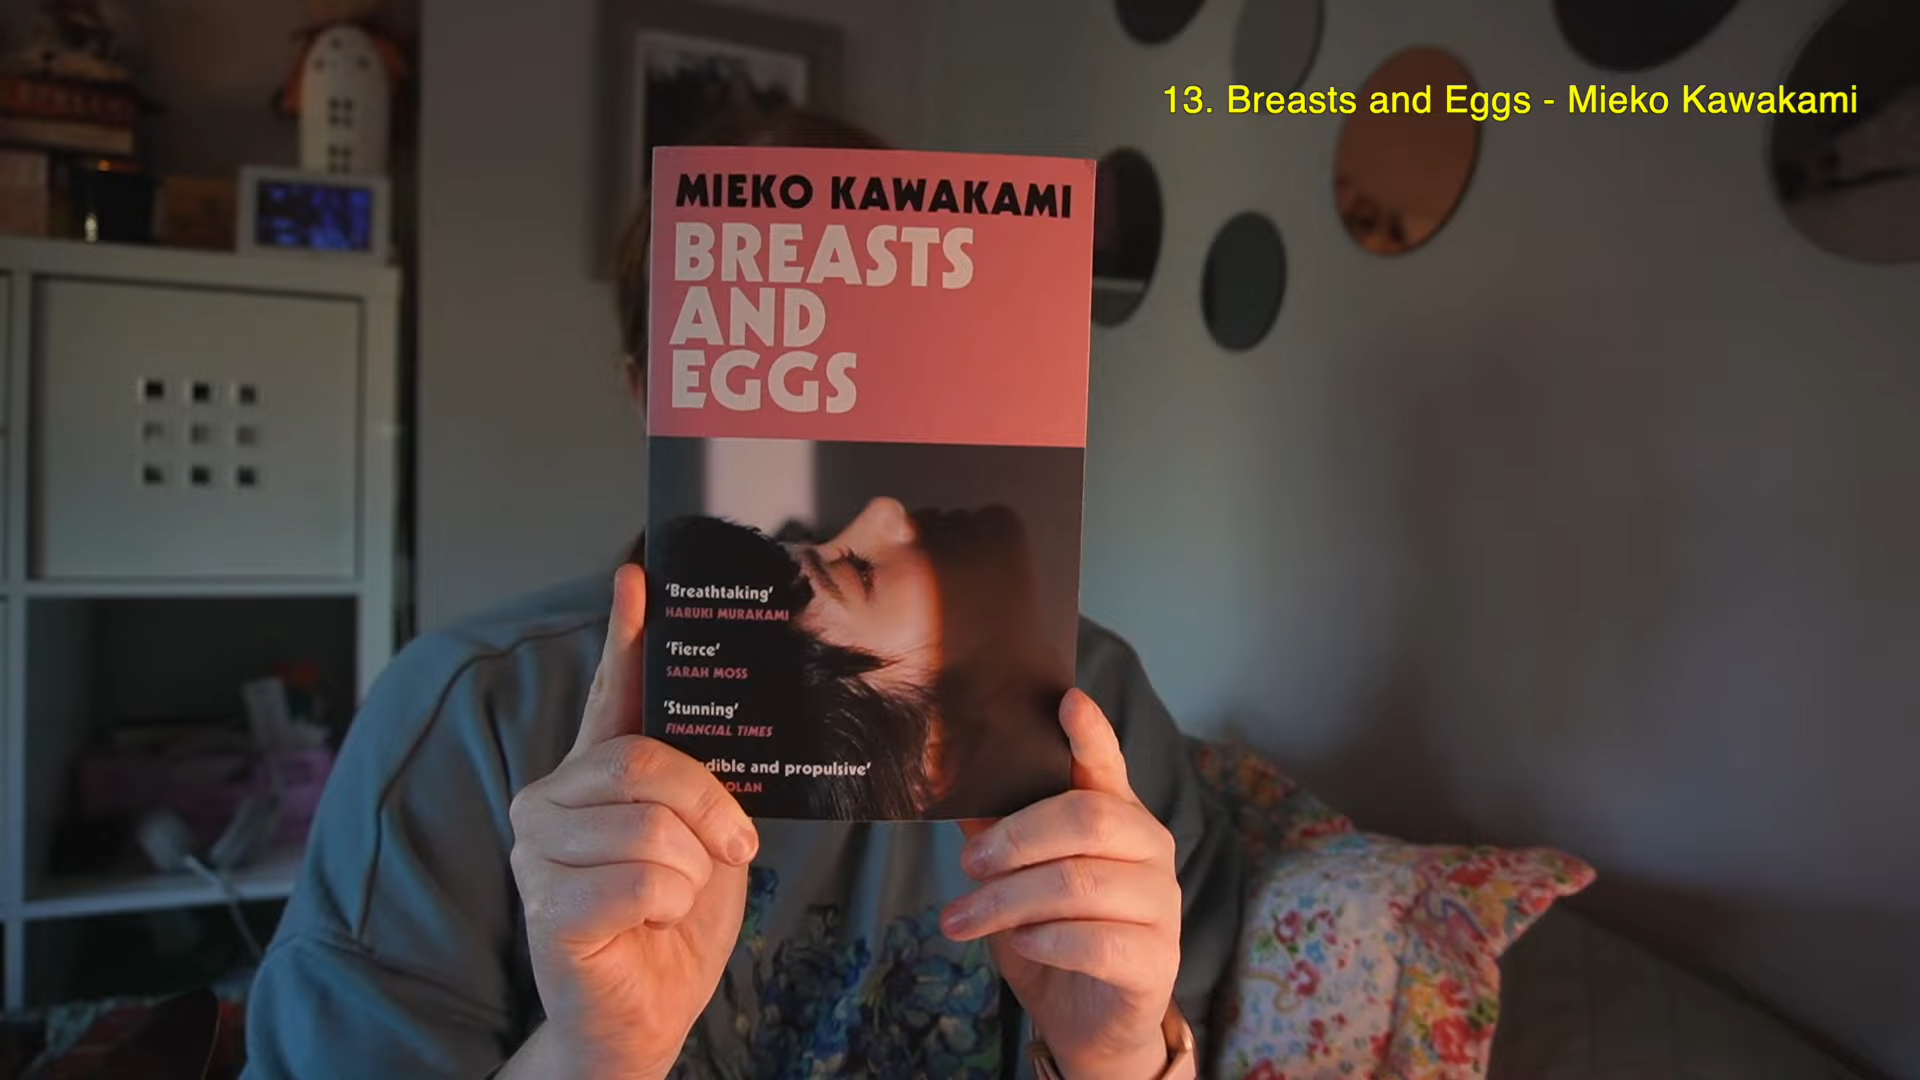 13. Breasts and Eggs - Mieko Kawakami
MIEKO KAWAKAMI
BREASTS
AND
EGGS
'Breathtaking'
HARUKI MURAKAMI
'Fierce'
SARAH MOSS
'Stunning'
FINANCIAL TIMES
and propulsive'